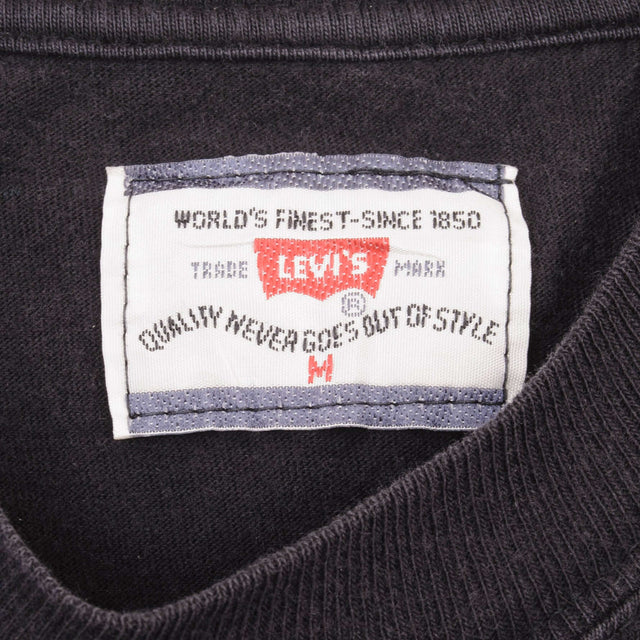 WORLD'S FINEST-SINCE 1850
TRADE LEVI'S MARK
®
QUALITY NEVER GOES OUT OF STYLE
M